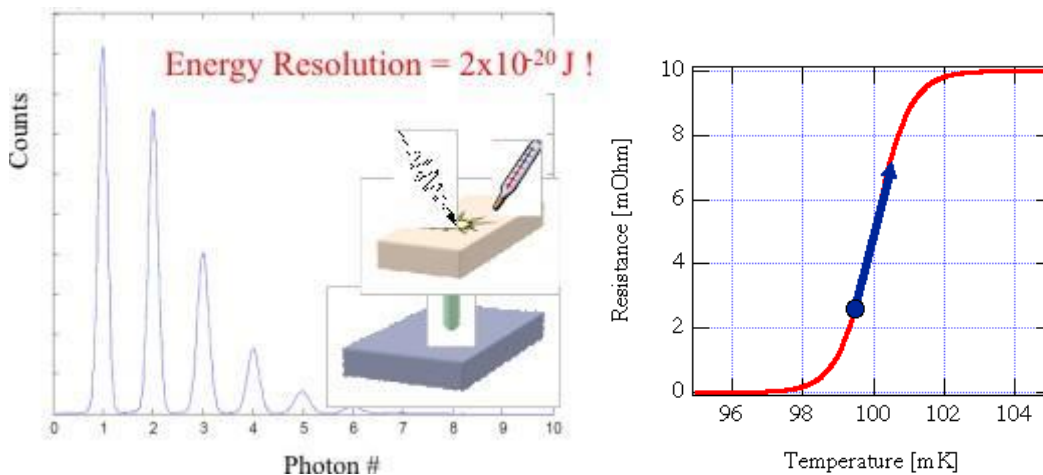 Energy Resolution = 2x10-20 J !
Counts
0 1 2 3 4 5 6 7 8 9 10
Photon #
10
8
6
4
2
0
Resistance [mOhm]
96 98 100 102 104
Temperature [mK]